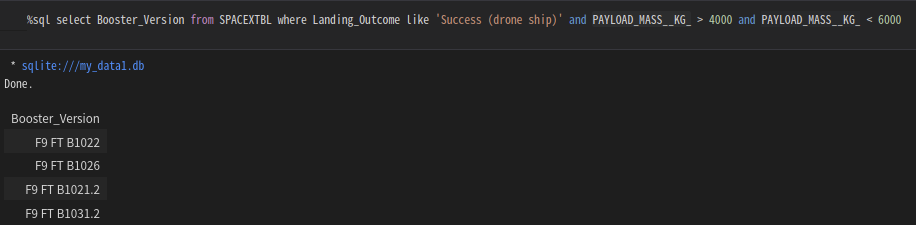 %sql select Booster_Version from SPACEXTBL where Landing_Outcome like 'Success (drone ship)' and PAYLOAD_MASS__KG_ > 4000 and PAYLOAD_MASS__KG_ < 6000
* sqlite:///my_data1.db
Done.
Booster_Version
F9 FT B1022
F9 FT B1026
F9 FT B1021.2
F9 FT B1031.2